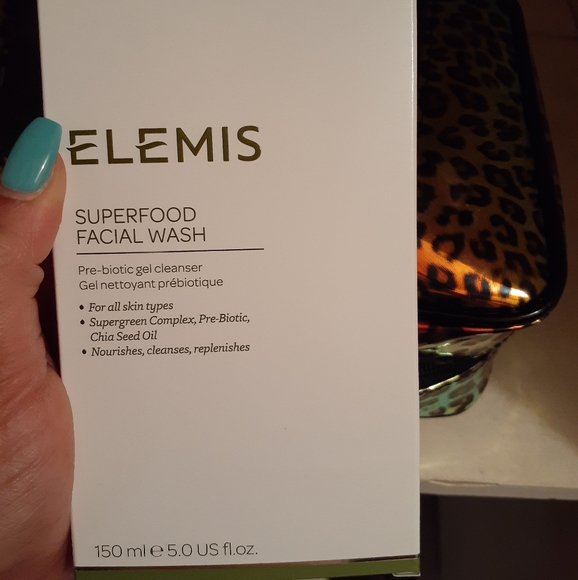 ELEMIS
SUPERFOOD
FACIAL WASH
Pre-biotic gel cleanser
Gel nettoyant prébiotique
• For all skin types
• Supergreen Complex, Pre-Biotic,
Chia Seed Oil
• Nourishes, cleanses, replenishes
150 ml e 5.0 US fl.oz.